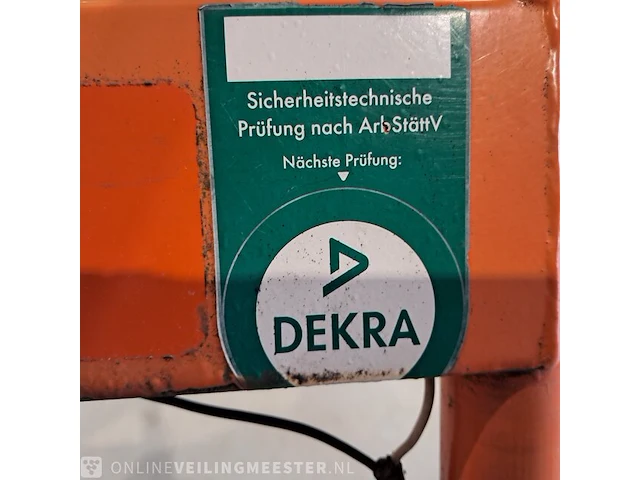 Sicherheitstechnische
Prüfung nach ArbStättV
Nächste Prüfung:
DEKRA
ONLINEVEILINGMEESTER.NL